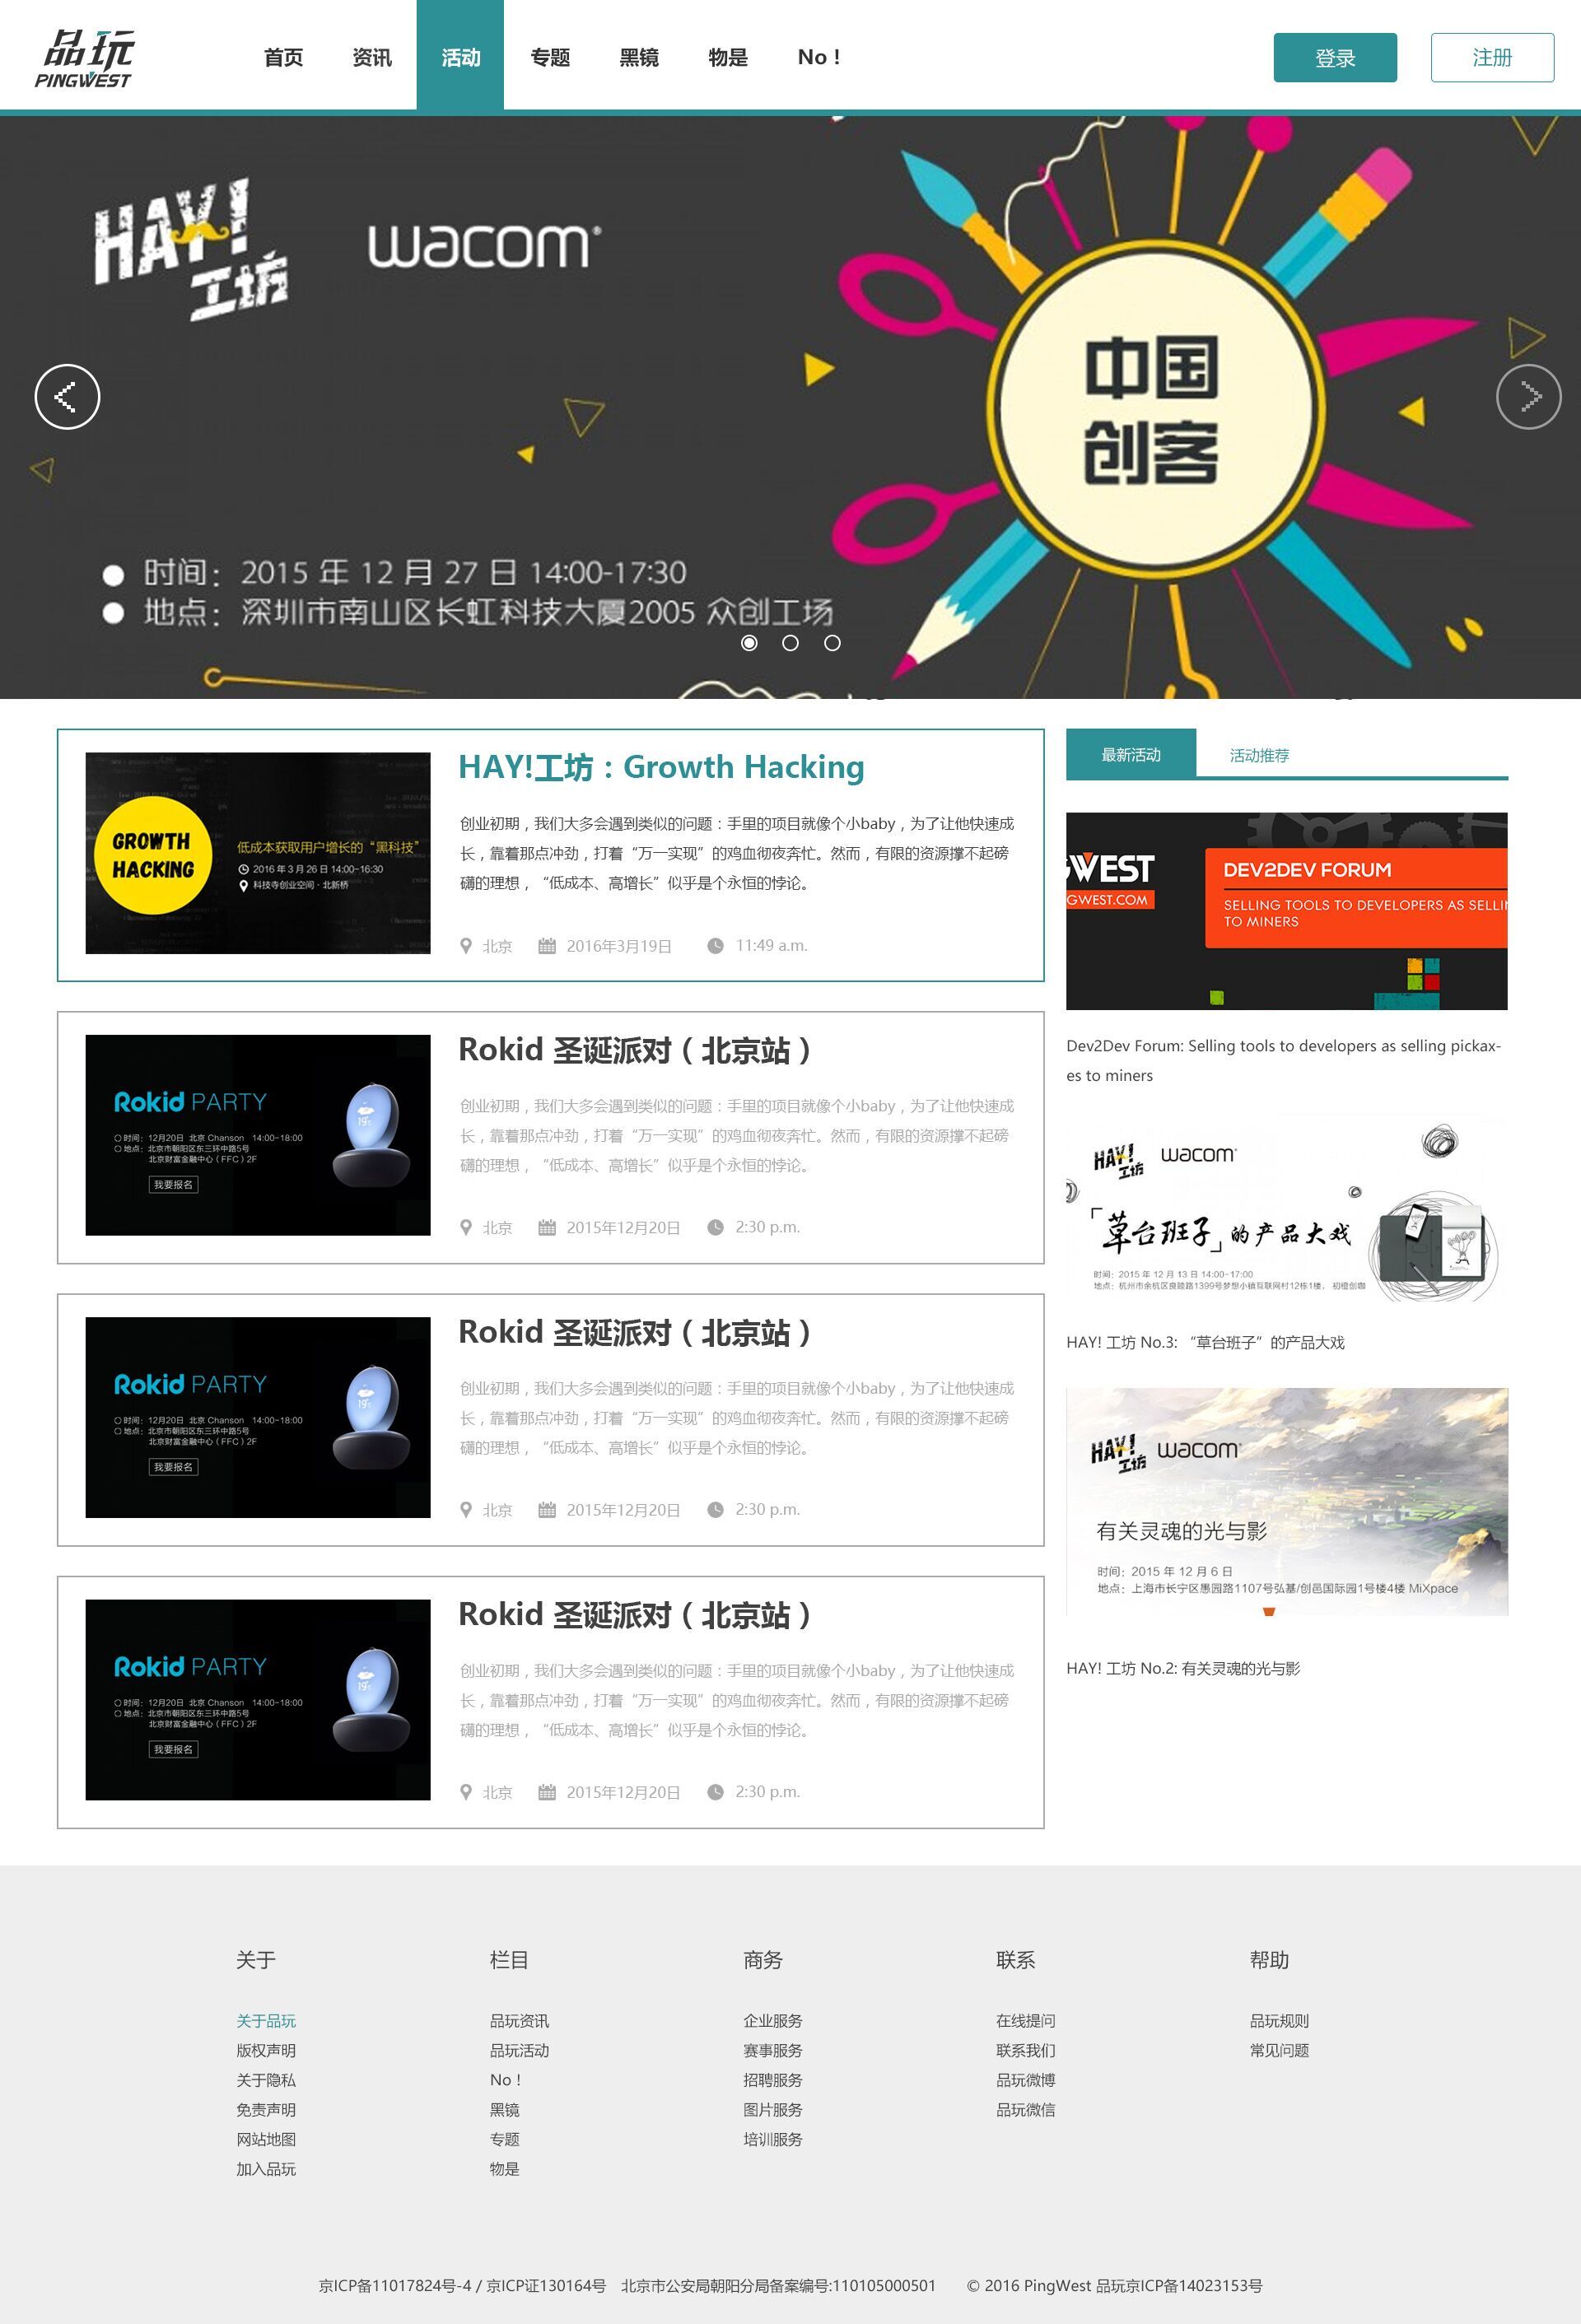 品玩
PINGWEST
首页 资讯 活动 专题 黑镜 物是 No！
登录 注册
HAY!
工坊
wacom®
中国
创客
时间：2015 年 12 月 27 日 14:00-17:30
地点：深圳市南山区长虹科技大厦2005 众创工场
GROWTH
HACKING
低成本获取用户增长的“黑科技”
2016 年 3 月 26 日 14:00-16:30
科技寺创业空间 · 北新桥
HAY!工坊：Growth Hacking
创业初期，我们大多会遇到类似的问题：手里的项目就像个小baby，为了让他快速成
长，靠着那点冲劲，打着“万一实现”的鸡血彻夜奔忙。然而，有限的资源撑不起磅
礴的理想，“低成本、高增长”似乎是个永恒的悖论。
北京 2016年3月19日 11:49 a.m.
Rokid PARTY
时间：12月20日 北京 Chanson 14:00-18:00
地点：北京市朝阳区东三环中路5号
北京财富金融中心（FFC）2F
我要报名
19℃
Rokid 圣诞派对（北京站）
创业初期，我们大多会遇到类似的问题：手里的项目就像个小baby，为了让他快速成
长，靠着那点冲劲，打着“万一实现”的鸡血彻夜奔忙。然而，有限的资源撑不起磅
礴的理想，“低成本、高增长”似乎是个永恒的悖论。
北京 2015年12月20日 2:30 p.m.
Rokid PARTY
时间：12月20日 北京 Chanson 14:00-18:00
地点：北京市朝阳区东三环中路5号
北京财富金融中心（FFC）2F
我要报名
19℃
Rokid 圣诞派对（北京站）
创业初期，我们大多会遇到类似的问题：手里的项目就像个小baby，为了让他快速成
长，靠着那点冲劲，打着“万一实现”的鸡血彻夜奔忙。然而，有限的资源撑不起磅
礴的理想，“低成本、高增长”似乎是个永恒的悖论。
北京 2015年12月20日 2:30 p.m.
Rokid PARTY
时间：12月20日 北京 Chanson 14:00-18:00
地点：北京市朝阳区东三环中路5号
北京财富金融中心（FFC）2F
我要报名
19℃
Rokid 圣诞派对（北京站）
创业初期，我们大多会遇到类似的问题：手里的项目就像个小baby，为了让他快速成
长，靠着那点冲劲，打着“万一实现”的鸡血彻夜奔忙。然而，有限的资源撑不起磅
礴的理想，“低成本、高增长”似乎是个永恒的悖论。
北京 2015年12月20日 2:30 p.m.
最新活动 活动推荐
GWEST
GWEST.COM
DEV2DEV FORUM
SELLING TOOLS TO DEVELOPERS AS SELLIN
TO MINERS
Dev2Dev Forum: Selling tools to developers as selling pickax-
es to miners
HAY! 工坊 wacom
「草台班子」的产品大戏
时间：2015 年 12 月 13 日 14:00-17:00
地点：杭州市余杭区良睦路1399号梦想小镇互联网村12栋1楼， 初橙创咖
HAY! 工坊 No.3: “草台班子”的产品大戏
HAY! 工坊 wacom
有关灵魂的光与影
时间：2015 年 12 月 6 日
地点：上海市长宁区愚园路1107号弘基/创邑国际园1号楼4楼 MiXpace
HAY! 工坊 No.2: 有关灵魂的光与影
关于
关于品玩
版权声明
关于隐私
免责声明
网站地图
加入品玩
栏目
品玩资讯
品玩活动
No！
黑镜
专题
物是
商务
企业服务
赛事服务
招聘服务
图片服务
培训服务
联系
在线提问
联系我们
品玩微博
品玩微信
帮助
品玩规则
常见问题
京ICP备11017824号-4 / 京ICP证130164号 北京市公安局朝阳分局备案编号:110105000501 © 2016 PingWest 品玩京ICP备14023153号